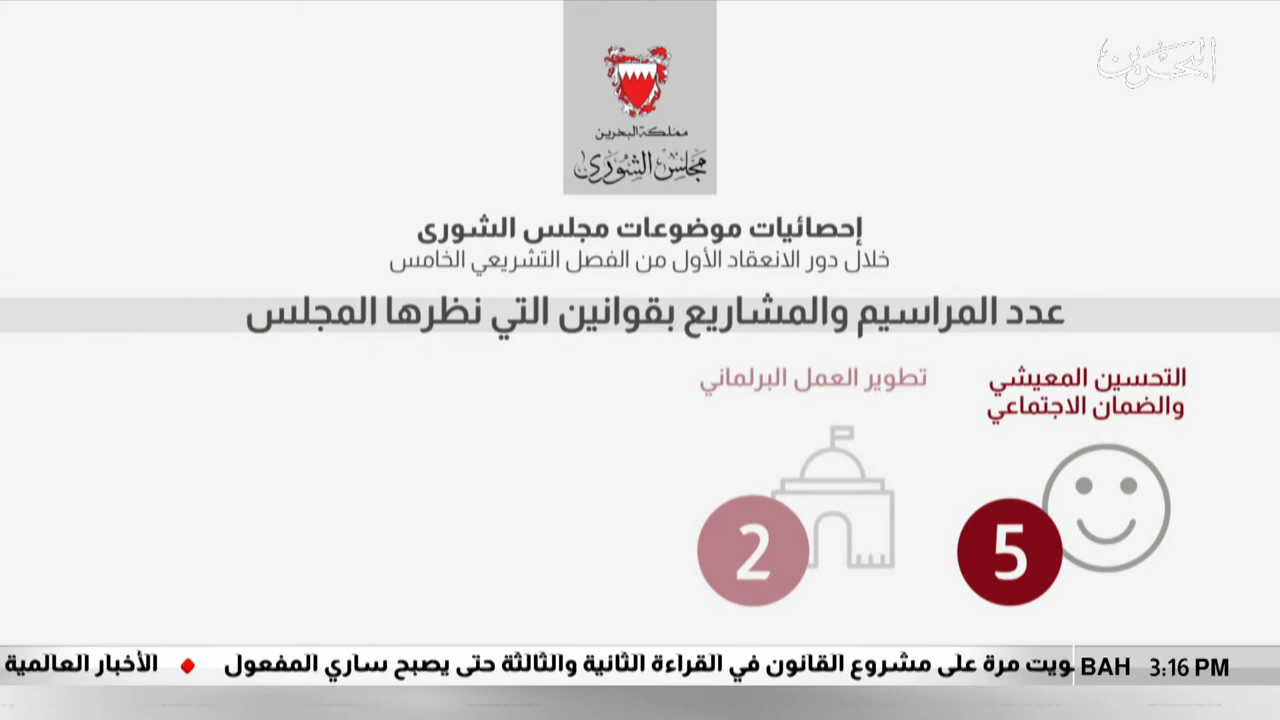 البحرين
مملكة البحرين
مجلس الشورى
إحصائيات موضوعات مجلس الشورى
خلال دور الانعقاد الأول من الفصل التشريعي الخامس
عدد المراسيم والمشاريع بقوانين التي نظرها المجلس
التحسين المعيشي
والضمان الاجتماعي
5
تطوير العمل البرلماني
2
مرة على مشروع القانون في القراءة الثانية والثالثة حتى يصبح ساري المفعول
الأخبار العالمية
BAH 3:16 PM